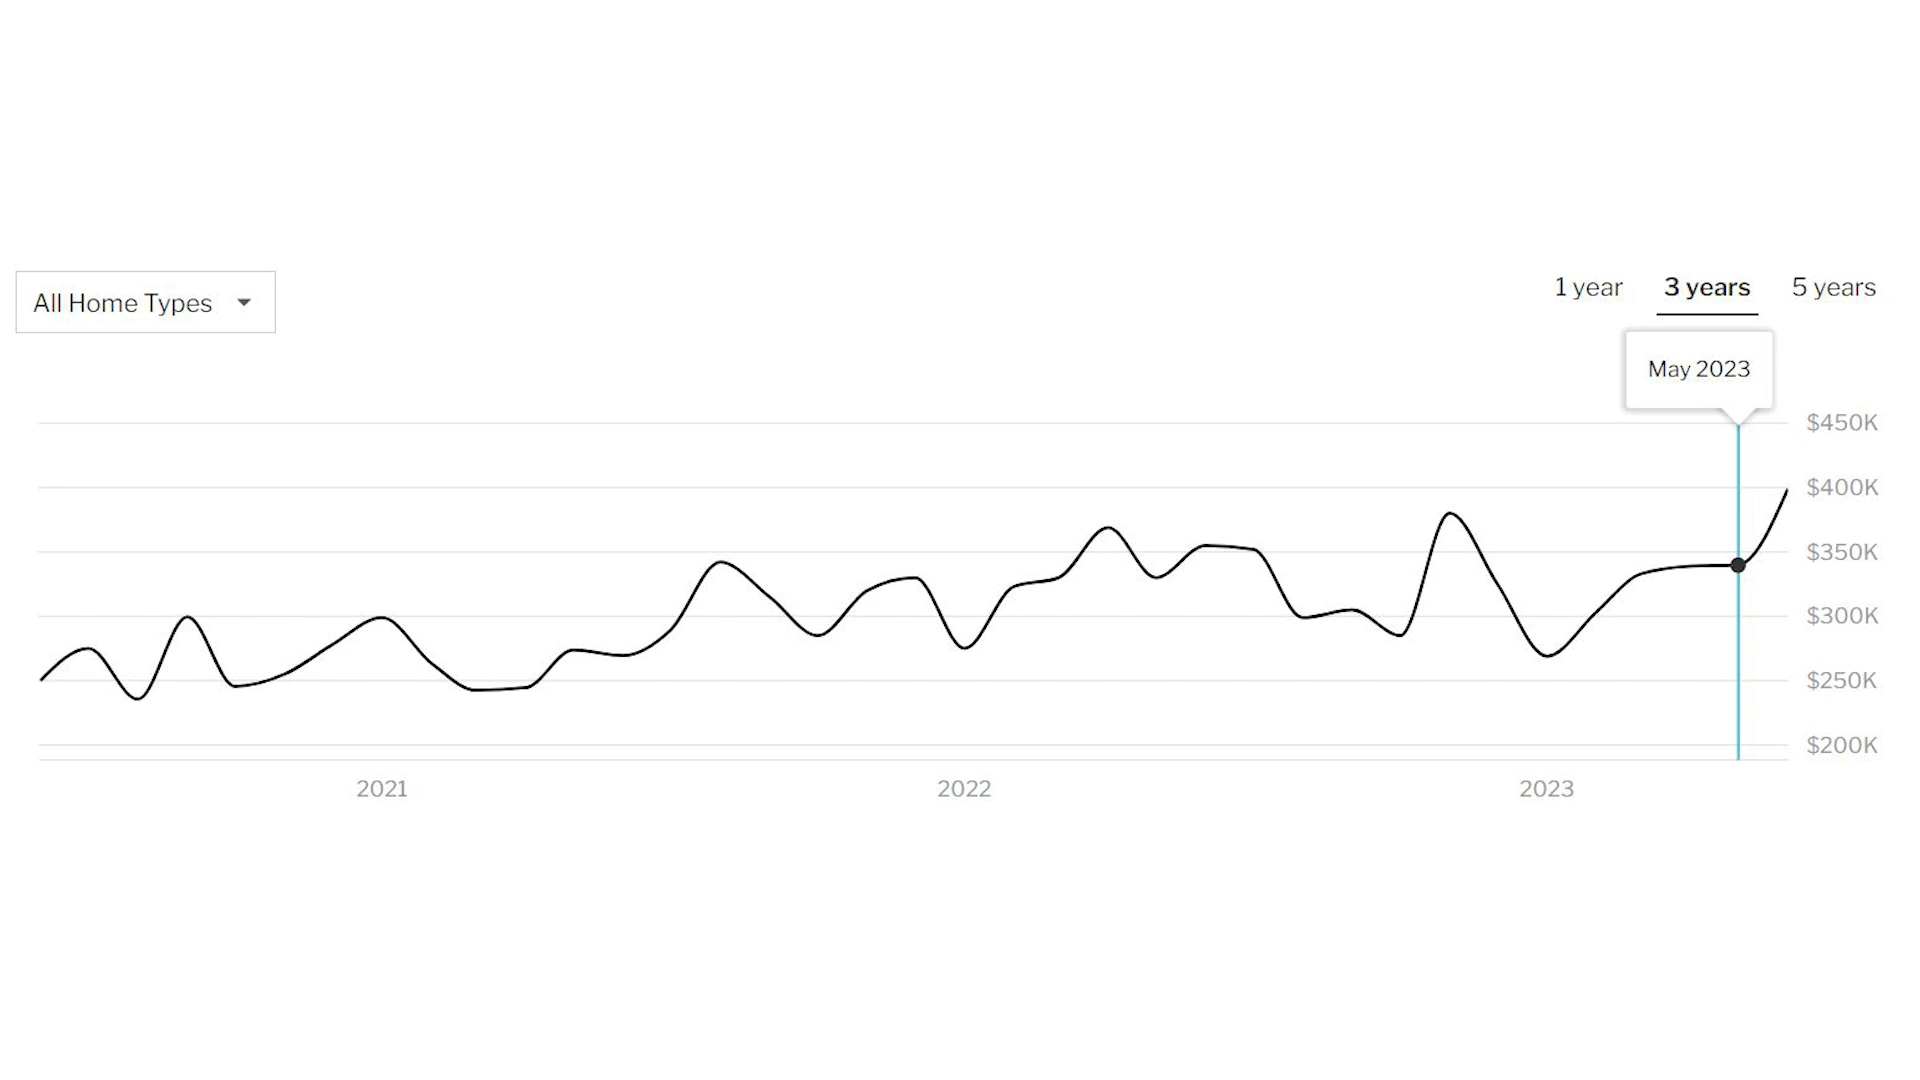 All Home Types
1 year 3 years 5 years
May 2023
$450K
$400K
$350K
$300K
$250K
$200K
2021 2022 2023